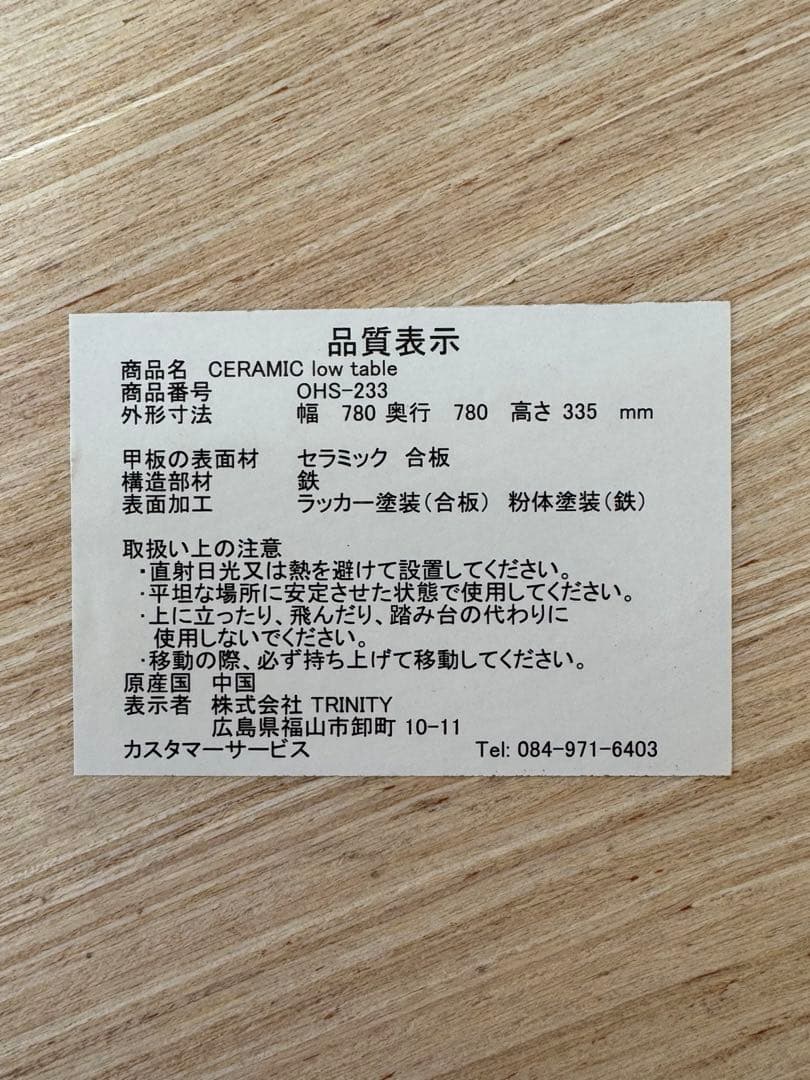 品質表示
商品名 CERAMIC low table
商品番号 OHS-233
外形寸法 幅 780 奥行 780 高さ 335 mm
甲板の表面材 セラミック 合板
構造部材 鉄
表面加工 ラッカー塗装(合板) 粉体塗装(鉄)
取扱い上の注意
・直射日光又は熱を避けて設置してください。
・平坦な場所に安定させた状態で使用してください。
・上に立ったり、飛んだり、踏み台の代わりに
使用しないでください。
・移動の際、必ず持ち上げて移動してください。
原産国 中国
表示者 株式会社 TRINITY
広島県福山市卸町 10-11
カスタマーサービス Tel: 084-971-6403